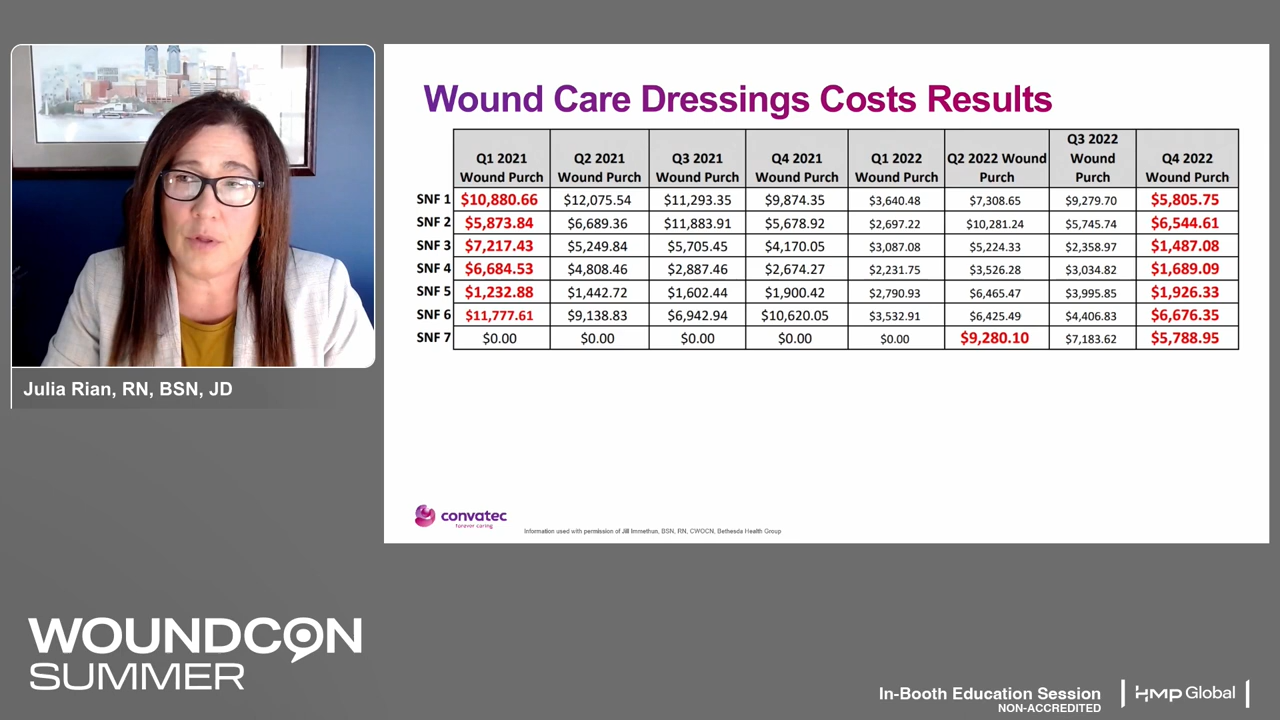 Wound Care Dressings Costs Results
Q1 2021 Wound Purch Q2 2021 Wound Purch Q3 2021 Wound Purch Q4 2021 Wound Purch Q1 2022 Wound Purch Q2 2022 Wound Purch Q3 2022 Wound Purch Q4 2022 Wound Purch
SNF 1 $10,880.66 $12,075.54 $11,293.35 $9,874.35 $3,640.48 $7,308.65 $9,279.70 $5,805.75
SNF 2 $5,873.84 $6,689.36 $11,883.91 $5,678.92 $2,697.22 $10,281.24 $5,745.74 $6,544.61
SNF 3 $7,217.43 $5,249.84 $5,705.45 $4,170.05 $3,087.08 $5,224.33 $2,358.97 $1,487.08
SNF 4 $6,684.53 $4,808.46 $2,887.46 $2,674.27 $2,231.75 $3,526.28 $3,034.82 $1,689.09
SNF 5 $1,232.88 $1,442.72 $1,602.44 $1,900.42 $2,790.93 $6,465.47 $3,995.85 $1,926.33
SNF 6 $11,777.61 $9,138.83 $6,942.94 $10,620.05 $3,532.91 $6,425.49 $4,406.83 $6,676.35
SNF 7 $0.00 $0.00 $0.00 $0.00 $0.00 $9,280.10 $7,183.62 $5,788.95
Julia Rian, RN, BSN, JD
convatec
forever caring
Information used with permission of Jill Immethun, BSN, RN, CWOCN, Bethesda Health Group
WOUNDCON
SUMMER
In-Booth Education Session
NON-ACCREDITED
HMP Global